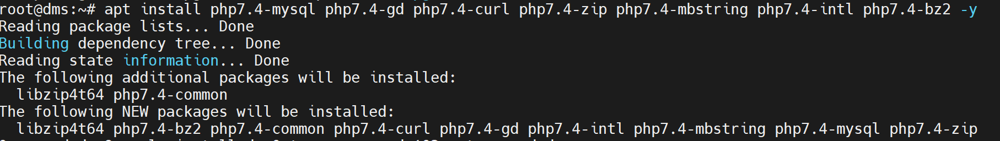 root@dms:~# apt install php7.4-mysql php7.4-gd php7.4-curl php7.4-zip php7.4-mbstring php7.4-intl php7.4-bz2 -y
Reading package lists... Done
Building dependency tree... Done
Reading state information... Done
The following additional packages will be installed:
libzip4t64 php7.4-common
The following NEW packages will be installed:
libzip4t64 php7.4-bz2 php7.4-common php7.4-curl php7.4-gd php7.4-intl php7.4-mbstring php7.4-mysql php7.4-zip